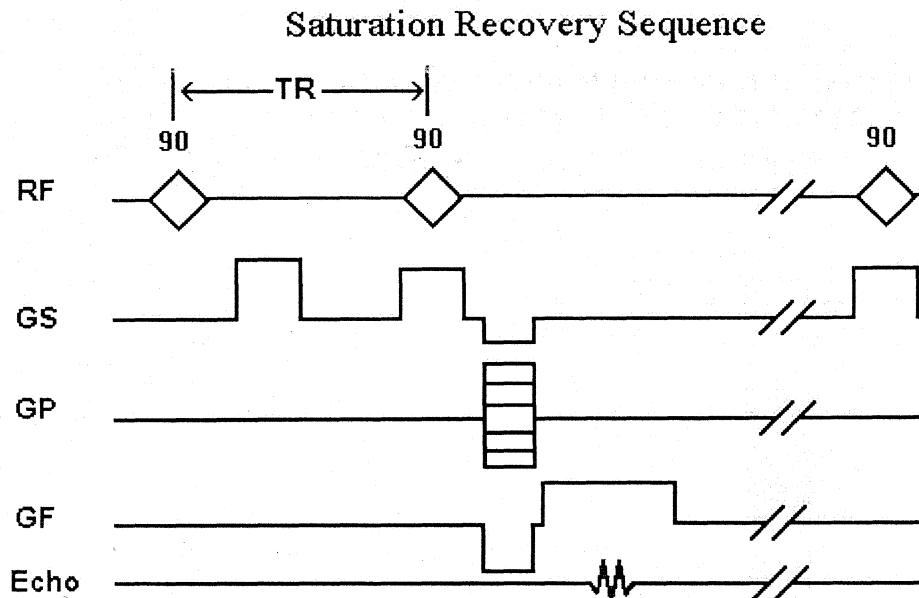 Saturation Recovery Sequence
TR
90 90 90
RF
GS
GP
GF
Echo